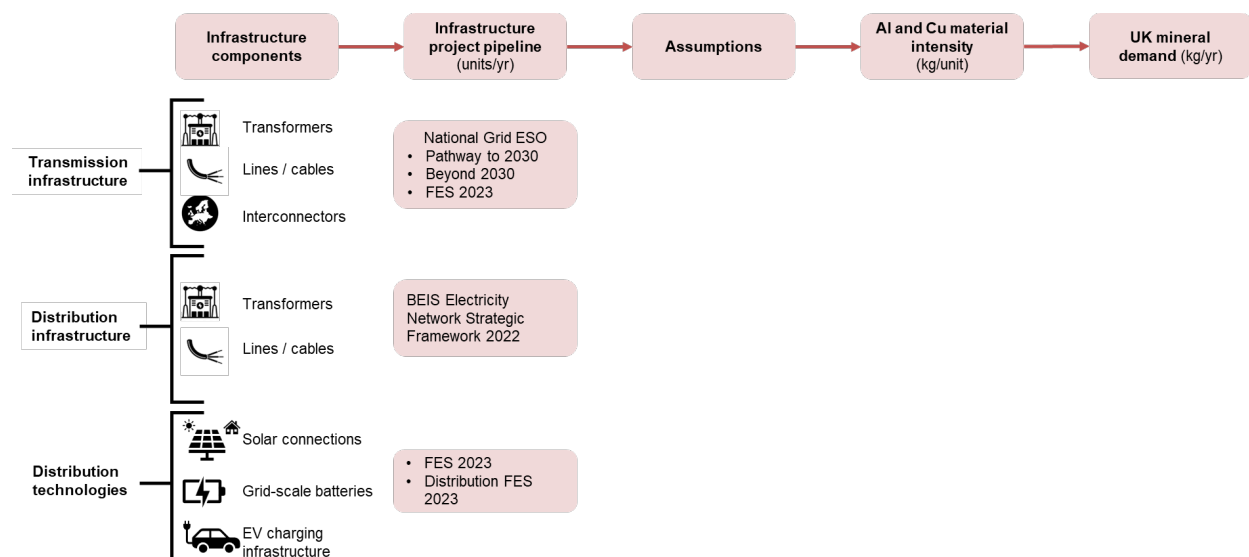 Infrastructure
components
Infrastructure
project pipeline
(units/yr)
Assumptions
Al and Cu material
intensity
(kg/unit)
UK mineral
demand (kg/yr)
Transmission
infrastructure
Transformers
Lines / cables
Interconnectors
National Grid ESO
• Pathway to 2030
• Beyond 2030
• FES 2023
Distribution
infrastructure
Transformers
Lines / cables
BEIS Electricity
Network Strategic
Framework 2022
Distribution
technologies
Solar connections
Grid-scale batteries
EV charging
infrastructure
• FES 2023
• Distribution FES
2023